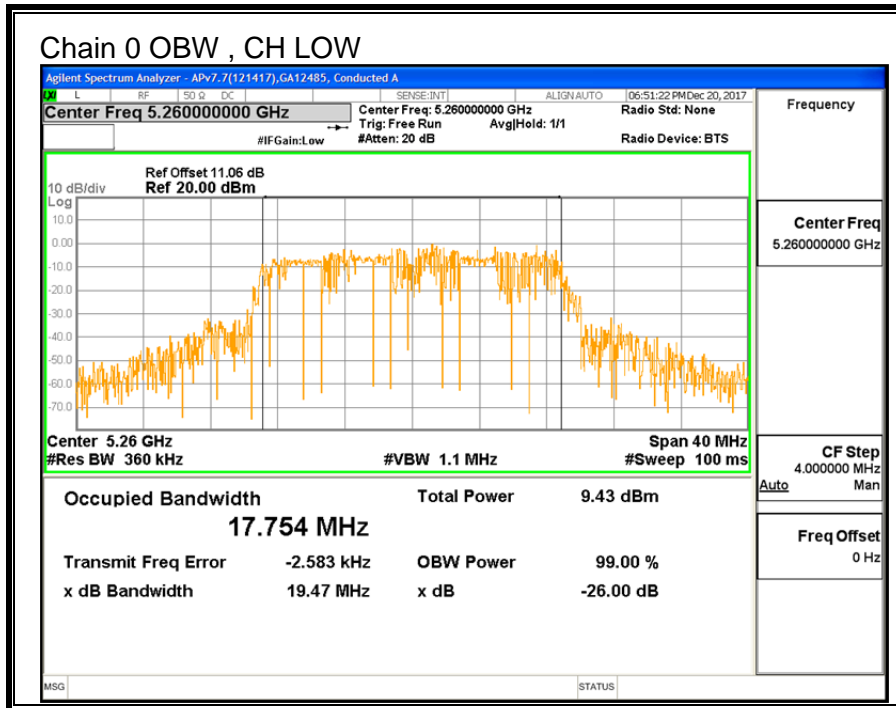 Chain 0 OBW , CH LOW
Agilent Spectrum Analyzer - APv7.7(121417),GA12485, Conducted A
LXI L RF 50 Ω DC SENSE:INT ALIGNAUTO 06:51:22 PM Dec 20, 2017
Center Freq 5.260000000 GHz
Center Freq: 5.260000000 GHz
Radio Std: None
Trig: Free Run Avg|Hold: 1/1
#IFGain:Low #Atten: 20 dB Radio Device: BTS
Ref Offset 11.06 dB
10 dB/div Ref 20.00 dBm
Log
10.0
0.00
-10.0
-20.0
-30.0
-40.0
-50.0
-60.0
-70.0
Center 5.26 GHz Span 40 MHz
#Res BW 360 kHz #VBW 1.1 MHz #Sweep 100 ms
Occupied Bandwidth Total Power 9.43 dBm
17.754 MHz
Transmit Freq Error -2.583 kHz OBW Power 99.00 %
x dB Bandwidth 19.47 MHz x dB -26.00 dB
Frequency
Center Freq
5.260000000 GHz
CF Step
4.000000 MHz
Auto Man
Freq Offset
0 Hz
MSG STATUS